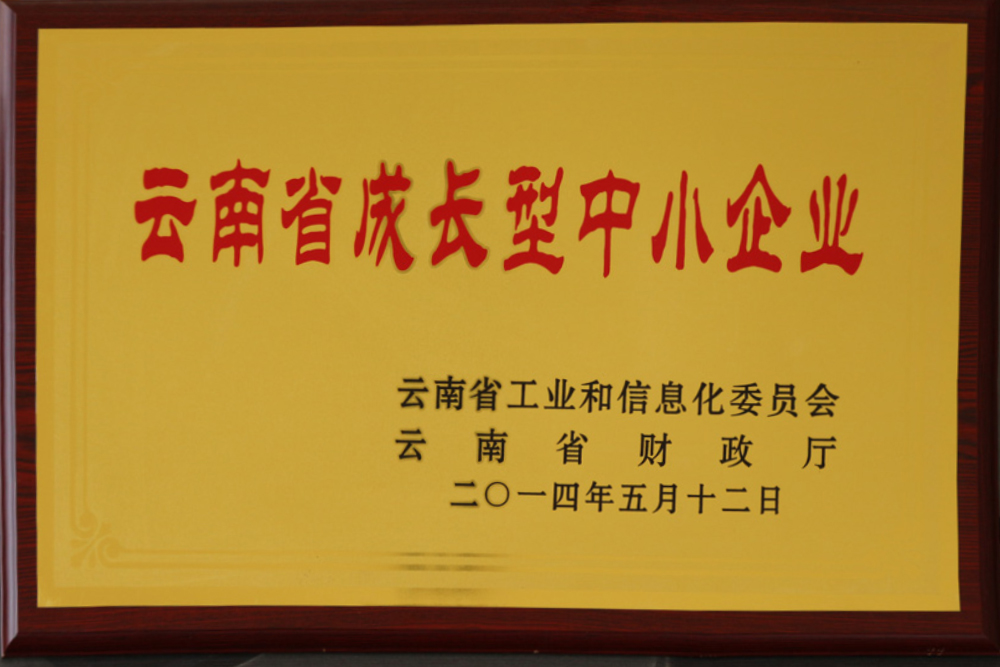 云南省成长型中小企业
云南省工业和信息化委员会
云南省财政厅
二〇一四年五月十二日